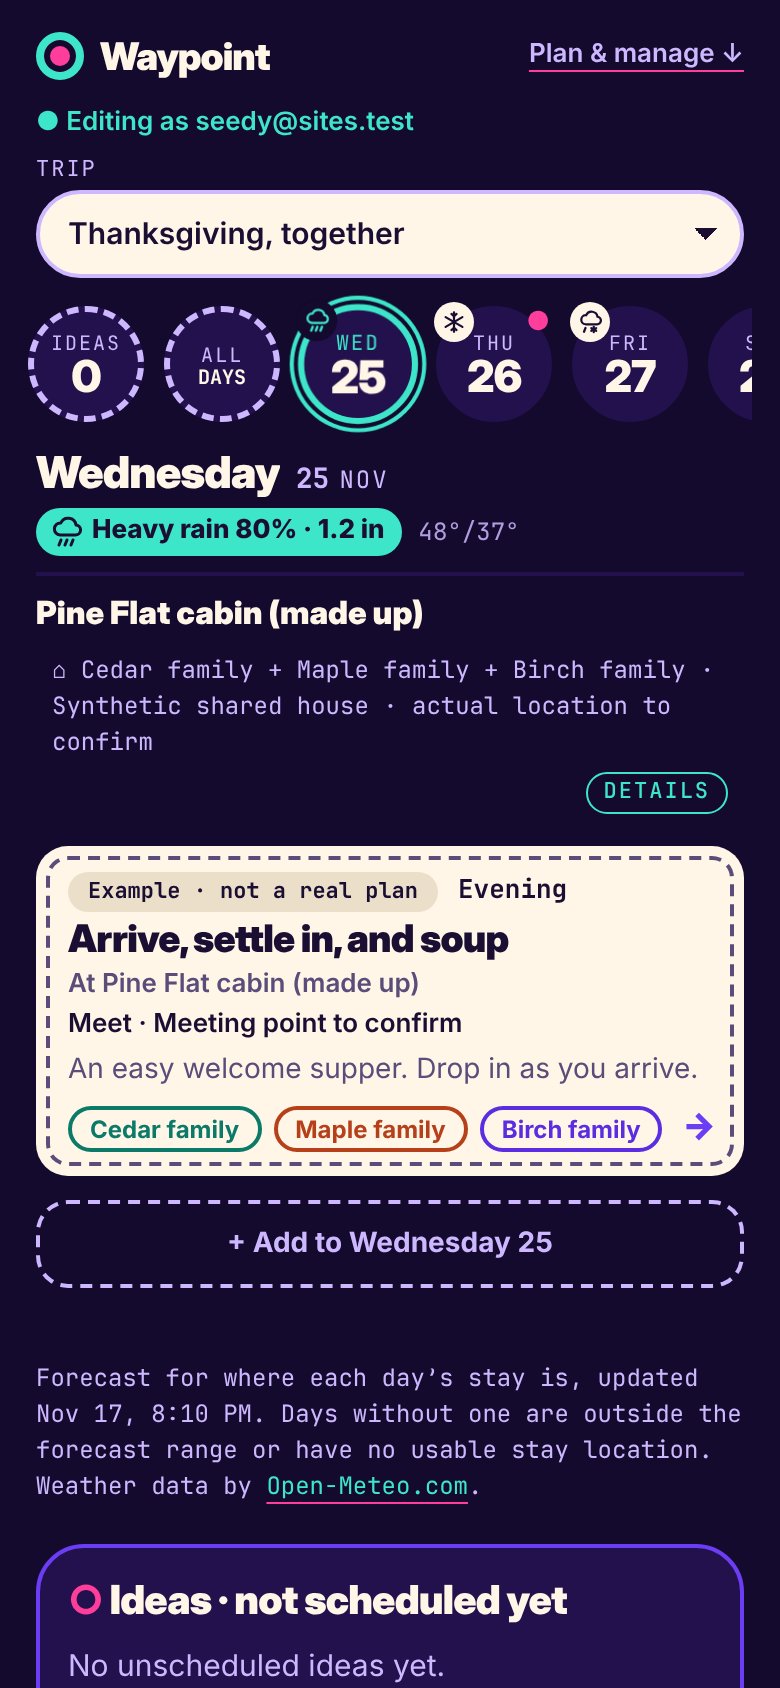 Waypoint
Plan & manage ↓
Editing as seedy@sites.test
TRIP
Thanksgiving, together
IDEAS
0
ALL
DAYS
WED
25
THU
26
FRI
27
Wednesday 25 NOV
Heavy rain 80% · 1.2 in 48°/37°
Pine Flat cabin (made up)
⌂ Cedar family + Maple family + Birch family ·
Synthetic shared house · actual location to
confirm
DETAILS
Example · not a real plan Evening
Arrive, settle in, and soup
At Pine Flat cabin (made up)
Meet · Meeting point to confirm
An easy welcome supper. Drop in as you arrive.
Cedar family Maple family Birch family →
+ Add to Wednesday 25
Forecast for where each day’s stay is, updated
Nov 17, 8:10 PM. Days without one are outside the
forecast range or have no usable stay location.
Weather data by Open-Meteo.com.
Ideas · not scheduled yet
No unscheduled ideas yet.